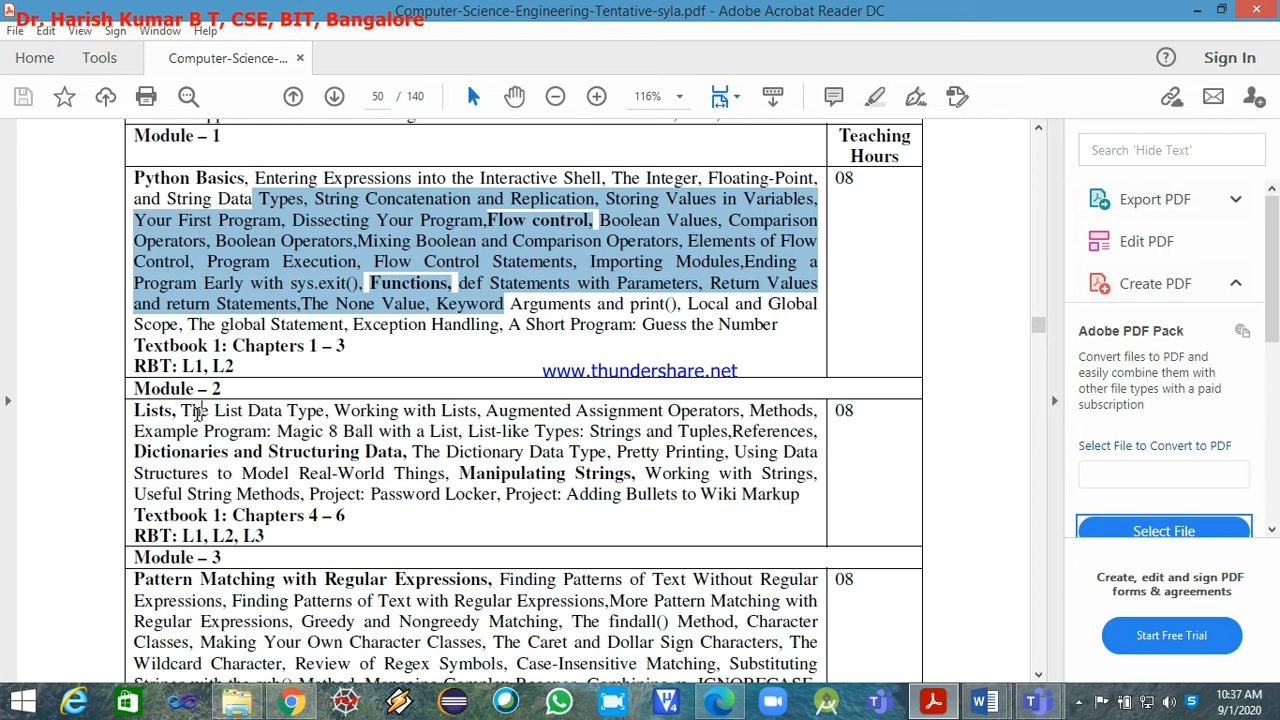 Computer-Science-Engineering-Tentative-syla.pdf - Adobe Acrobat Reader DC
Dr. Harish Kumar B T, CSE, BIT, Bangalore
File Edit View Sign Window Help
Home Tools Computer-Science-... × Sign In
50 / 140 116%
Module – 1 Teaching Hours
Python Basics, Entering Expressions into the Interactive Shell, The Integer, Floating-Point, 08
and String Data Types, String Concatenation and Replication, Storing Values in Variables,
Your First Program, Dissecting Your Program,Flow control, Boolean Values, Comparison
Operators, Boolean Operators,Mixing Boolean and Comparison Operators, Elements of Flow
Control, Program Execution, Flow Control Statements, Importing Modules,Ending a
Program Early with sys.exit(), Functions, def Statements with Parameters, Return Values
and return Statements,The None Value, Keyword Arguments and print(), Local and Global
Scope, The global Statement, Exception Handling, A Short Program: Guess the Number
Textbook 1: Chapters 1 – 3
RBT: L1, L2
www.thundershare.net
Module – 2
Lists, The List Data Type, Working with Lists, Augmented Assignment Operators, Methods, 08
Example Program: Magic 8 Ball with a List, List-like Types: Strings and Tuples,References,
Dictionaries and Structuring Data, The Dictionary Data Type, Pretty Printing, Using Data
Structures to Model Real-World Things, Manipulating Strings, Working with Strings,
Useful String Methods, Project: Password Locker, Project: Adding Bullets to Wiki Markup
Textbook 1: Chapters 4 – 6
RBT: L1, L2, L3
Module – 3
Pattern Matching with Regular Expressions, Finding Patterns of Text Without Regular 08
Expressions, Finding Patterns of Text with Regular Expressions,More Pattern Matching with
Regular Expressions, Greedy and Nongreedy Matching, The findall() Method, Character
Classes, Making Your Own Character Classes, The Caret and Dollar Sign Characters, The
Wildcard Character, Review of Regex Symbols, Case-Insensitive Matching, Substituting
Search 'Hide Text'
Export PDF
Edit PDF
Create PDF
Adobe PDF Pack
Convert files to PDF and
easily combine them
with other file types with a paid
subscription
Select File to Convert to PDF
Select File
Create, edit and sign PDF
forms & agreements
Start Free Trial
10:37 AM
9/1/2020